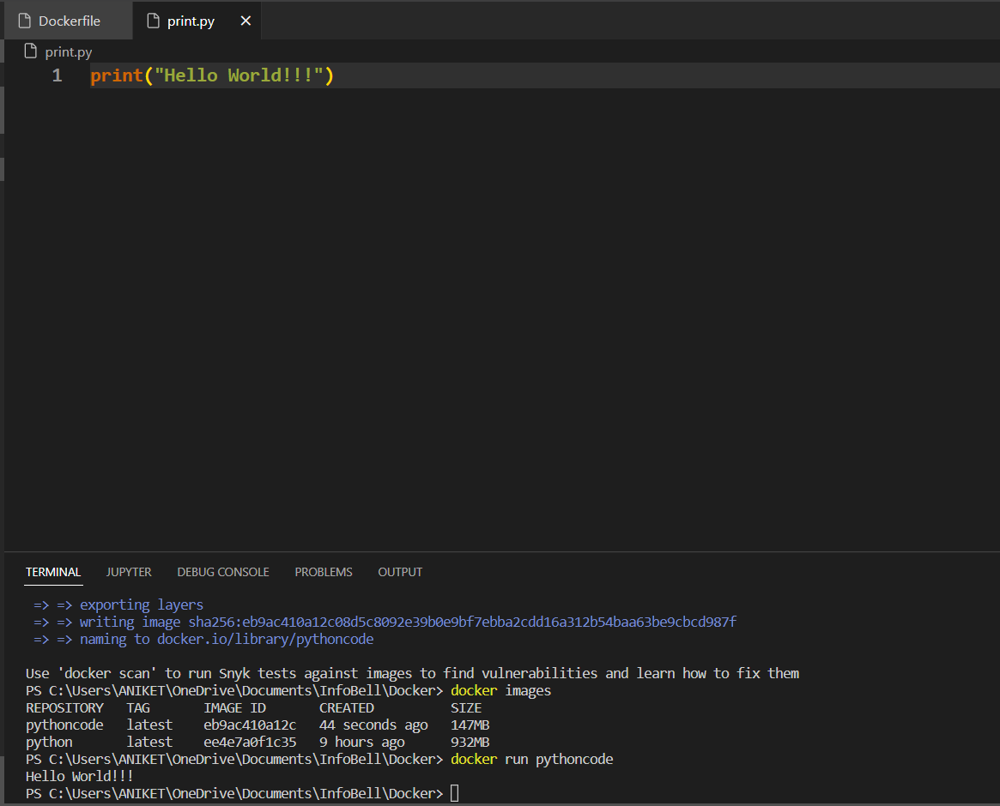 Dockerfile print.py
print.py
1 print("Hello World!!!")
TERMINAL JUPYTER DEBUG CONSOLE PROBLEMS OUTPUT
=> => exporting layers
=> => writing image sha256:eb9ac410a12c08d5c8092e39b0e9bf7ebba2cdd16a312b54baa63be9cbcd987f
=> => naming to docker.io/library/pythoncode
Use 'docker scan' to run Snyk tests against images to find vulnerabilities and learn how to fix them
PS C:\Users\ANIKET\OneDrive\Documents\InfoBell\Docker> docker images
REPOSITORY TAG IMAGE ID CREATED SIZE
pythoncode latest eb9ac410a12c 44 seconds ago 147MB
python latest ee4e7a0f1c35 9 hours ago 932MB
PS C:\Users\ANIKET\OneDrive\Documents\InfoBell\Docker> docker run pythoncode
Hello World!!!
PS C:\Users\ANIKET\OneDrive\Documents\InfoBell\Docker>